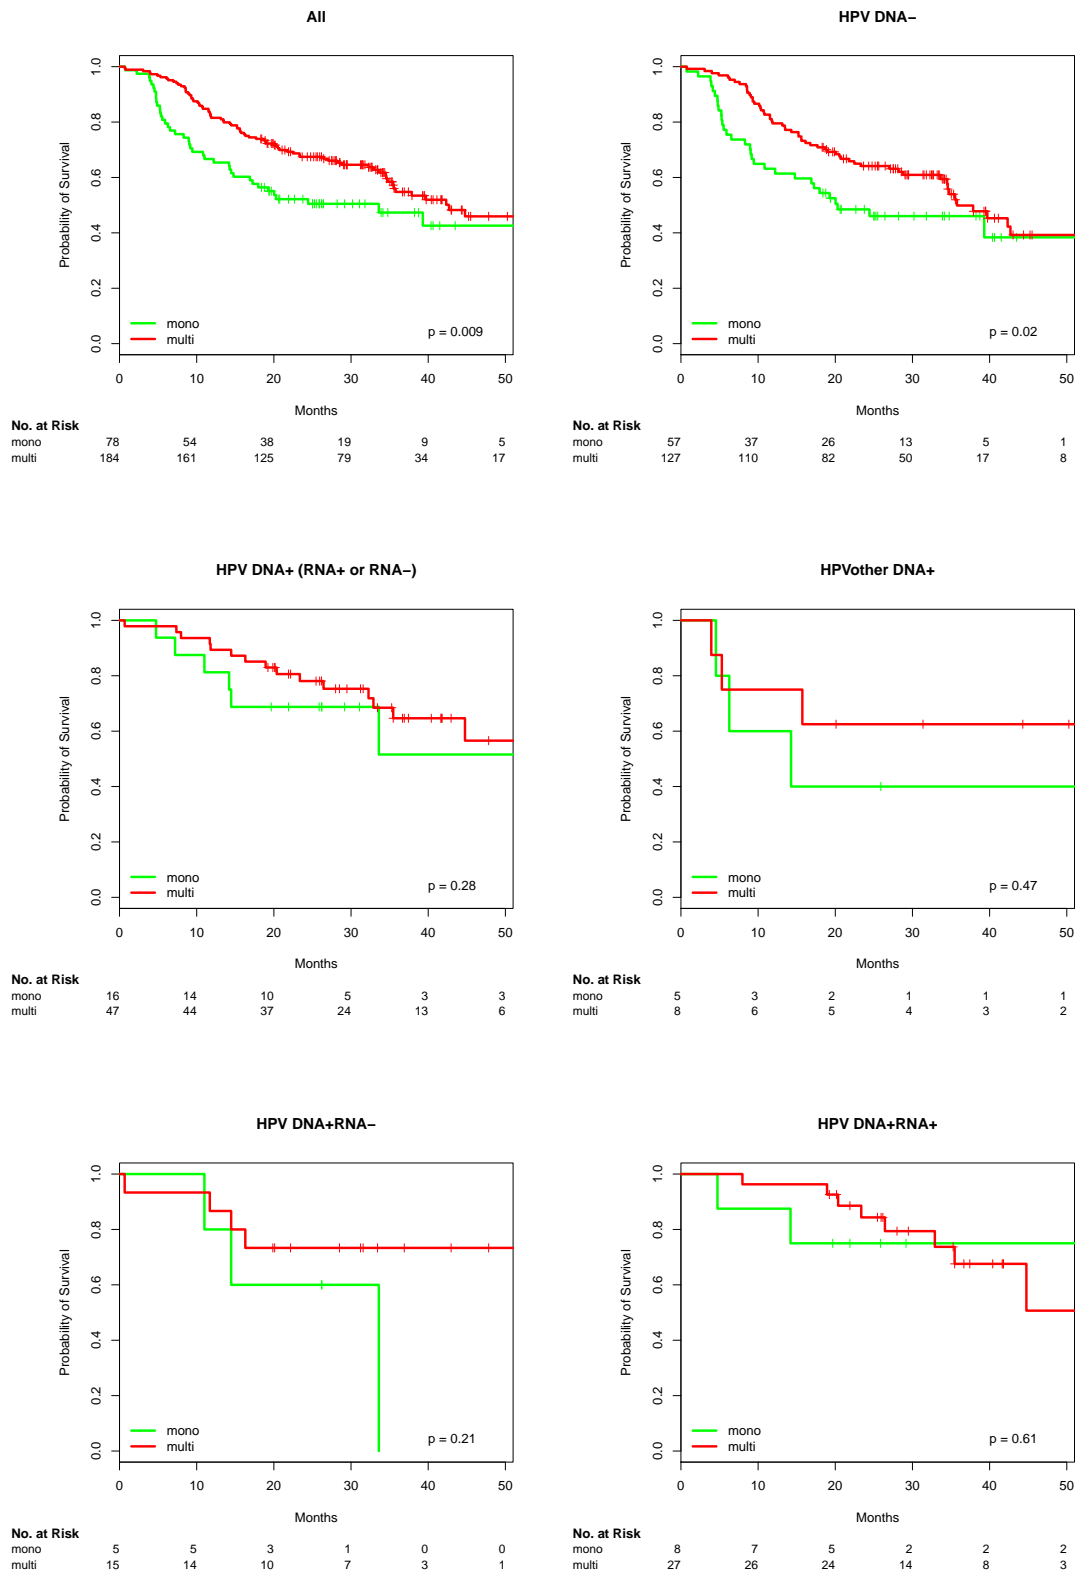 All
Probability of Survival
0.0 0.2 0.4 0.6 0.8 1.0
mono
multi
p = 0.009
0 10 20 30 40 50
Months
No. at Risk
mono 78 54 38 19 9 5
multi 184 161 125 79 34 17
HPV DNA−
Probability of Survival
0.0 0.2 0.4 0.6 0.8 1.0
mono
multi
p = 0.02
0 10 20 30 40 50
Months
No. at Risk
mono 57 37 26 13 5 1
multi 127 110 82 50 17 8
HPV DNA+ (RNA+ or RNA−)
Probability of Survival
0.0 0.2 0.4 0.6 0.8 1.0
mono
multi
p = 0.28
0 10 20 30 40 50
Months
No. at Risk
mono 16 14 10 5 3 3
multi 47 44 37 24 13 6
HPVother DNA+
Probability of Survival
0.0 0.2 0.4 0.6 0.8 1.0
mono
multi
p = 0.47
0 10 20 30 40 50
Months
No. at Risk
mono 5 3 2 1 1 1
multi 8 6 5 4 3 2
HPV DNA+RNA−
Probability of Survival
0.0 0.2 0.4 0.6 0.8 1.0
mono
multi
p = 0.21
0 10 20 30 40 50
Months
No. at Risk
mono 5 5 3 1 0 0
multi 15 14 10 7 3 1
HPV DNA+RNA+
Probability of Survival
0.0 0.2 0.4 0.6 0.8 1.0
mono
multi
p = 0.61
0 10 20 30 40 50
Months
No. at Risk
mono 8 7 5 2 2 2
multi 27 26 24 14 8 3